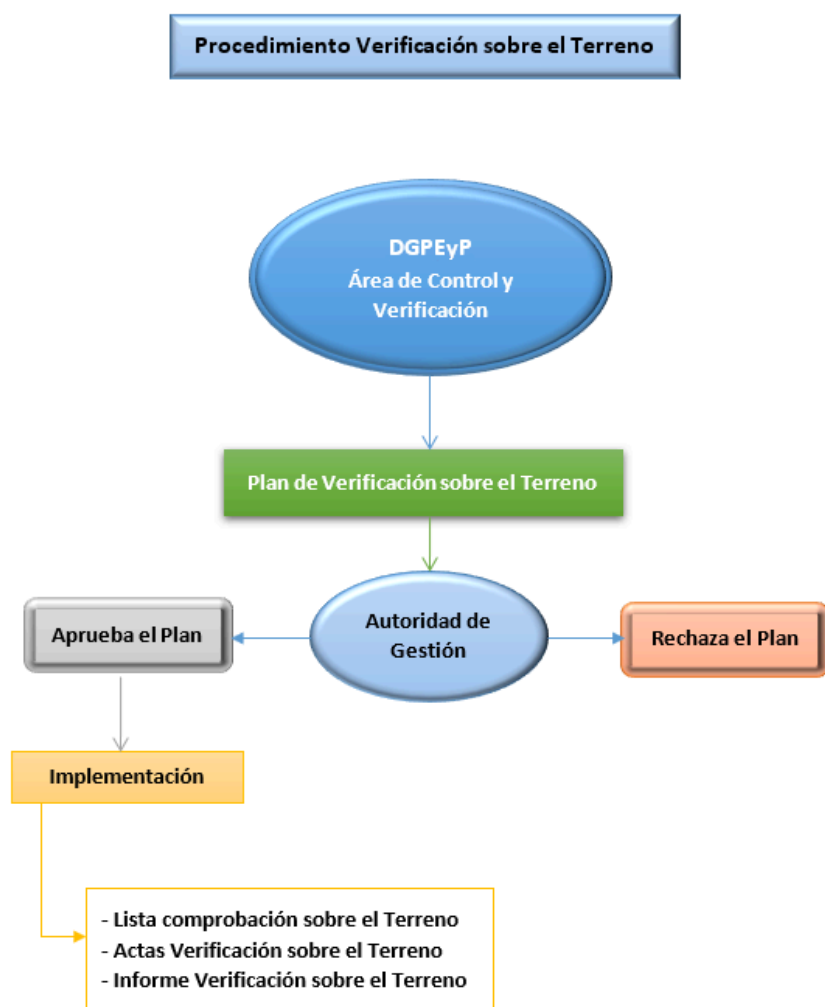 Procedimiento Verificación sobre el Terreno
DGPEyP
Área de Control y
Verificación
Plan de Verificación sobre el Terreno
Autoridad de
Gestión
Aprueba el Plan
Rechaza el Plan
Implementación
- Lista comprobación sobre el Terreno
- Actas Verificación sobre el Terreno
- Informe Verificación sobre el Terreno